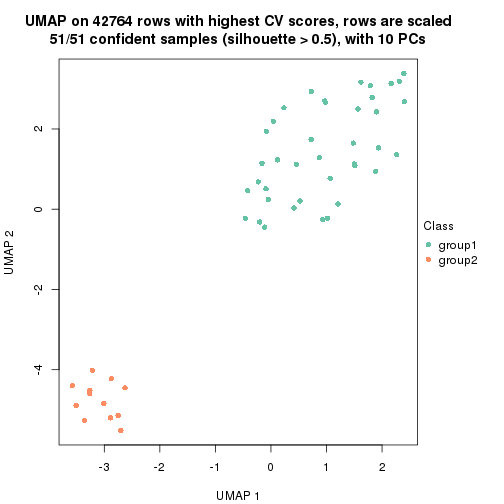 UMAP on 42764 rows with highest CV scores, rows are scaled
51/51 confident samples (silhouette > 0.5), with 10 PCs
UMAP 2
2
0
-2
-4
-3
-2
-1
0
1
2
UMAP 1
Class
group1
group2